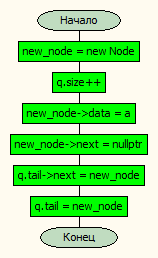 Начало
new_node = new Node
q.size++
new_node->data = a
new_node->next = nullptr
q.tail->next = new_node
q.tail = new_node
Конец